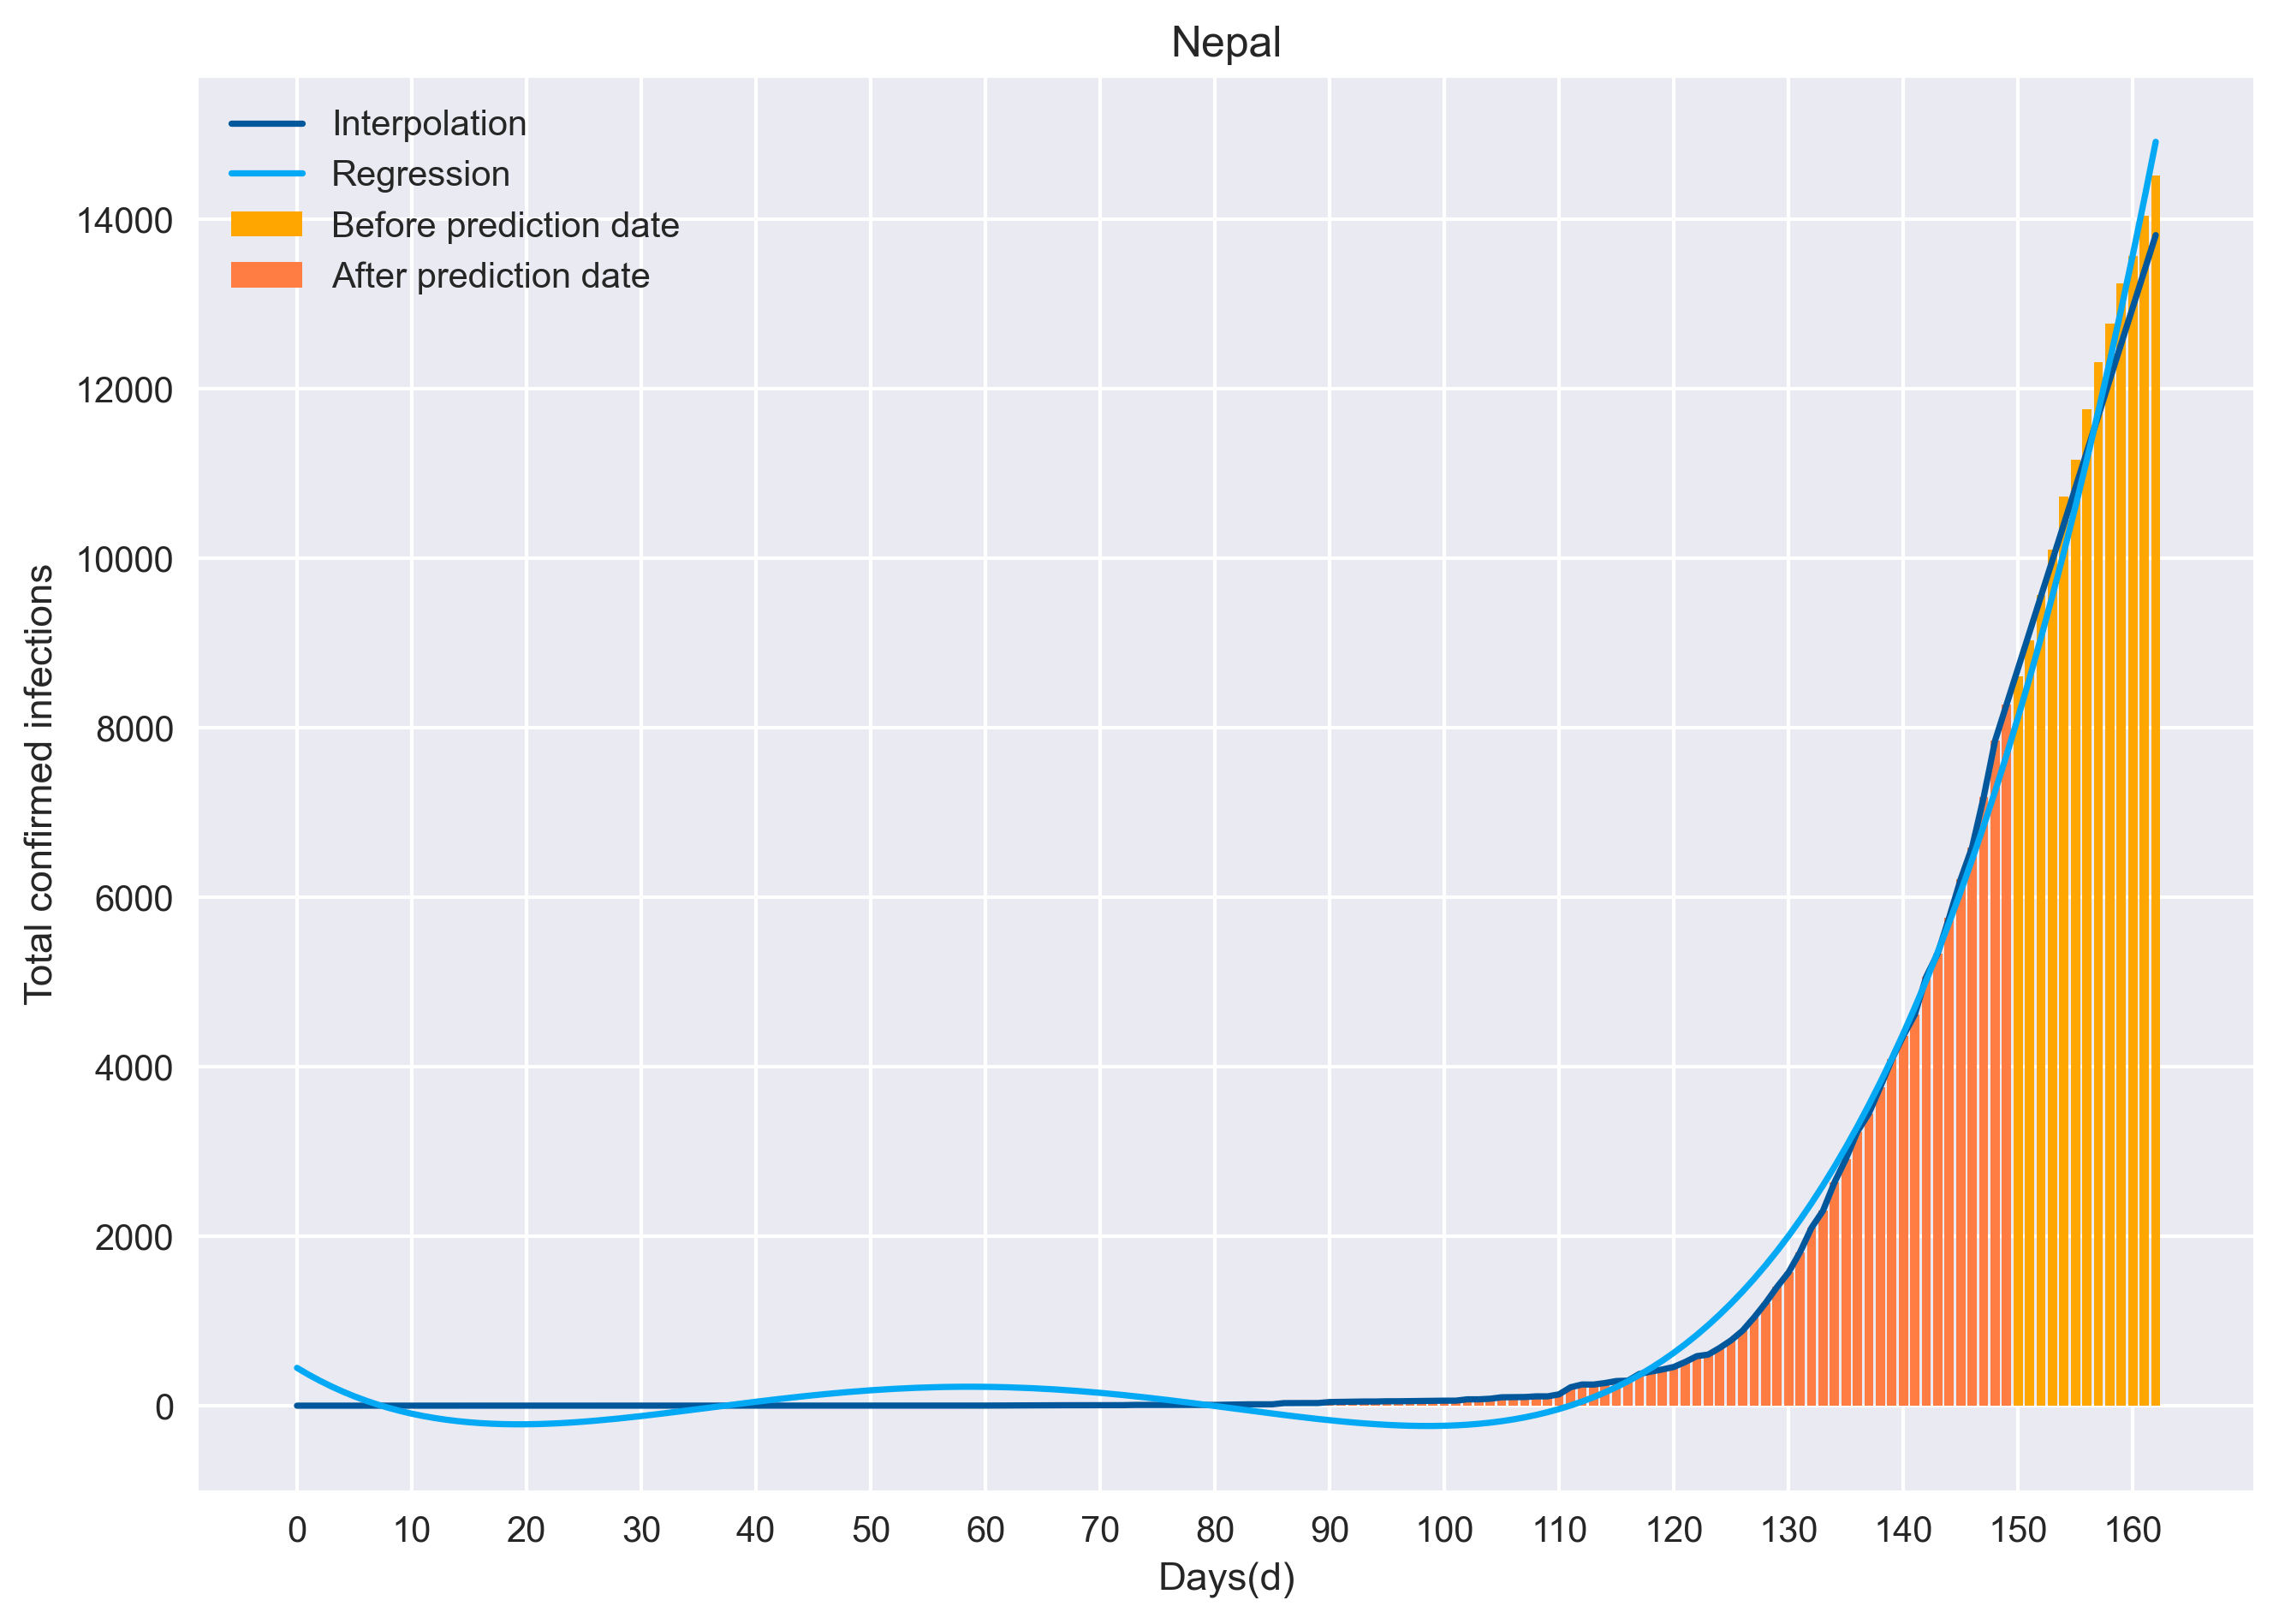 Nepal
Interpolation
Regression
Before prediction date
After prediction date
14000
12000
10000
8000
6000
4000
2000
0
Total confirmed infections
0 10 20 30 40 50 60 70 80 90 100 110 120 130 140 150 160
Days(d)